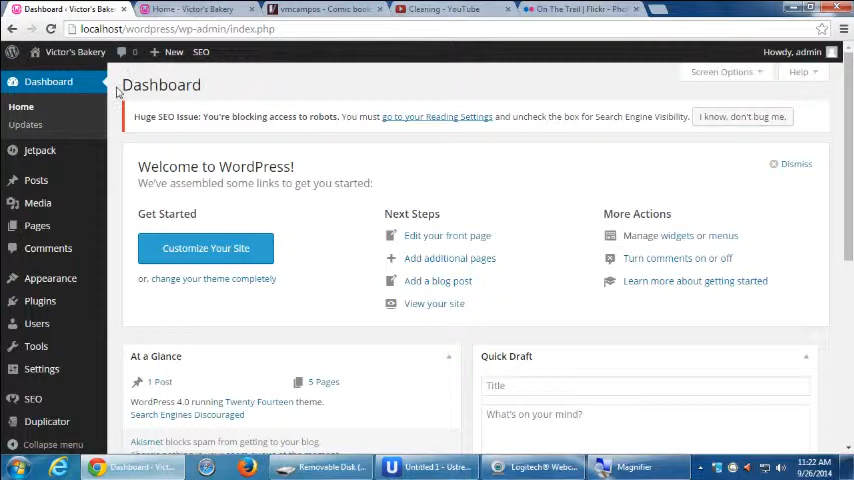 Dashboard ‹ Victor's Bakery
Home - Victor's Bakery
vmcampos - Comic book
Cleaning - YouTube
On The Trail | Flickr - Pho
localhost/wordpress/wp-admin/index.php
Victor's Bakery
0
New
SEO
Howdy, admin
Dashboard
Home
Updates
Jetpack
Posts
Media
Pages
Comments
Appearance
Plugins
Users
Tools
Settings
SEO
Duplicator
Collapse menu
Dashboard
Screen Options
Help
Huge SEO Issue: You're blocking access to robots. You must go to your Reading Settings and uncheck the box for Search Engine Visibility.
I know, don't bug me.
Welcome to WordPress!
We've assembled some links to get you started:
Dismiss
Get Started
Customize Your Site
or, change your theme completely
Next Steps
Edit your front page
Add additional pages
Add a blog post
View your site
More Actions
Manage widgets or menus
Turn comments on or off
Learn more about getting started
At a Glance
1 Post
5 Pages
WordPress 4.0 running Twenty Fourteen theme.
Search Engines Discouraged
Akismet blocks spam from getting to your blog.
Quick Draft
Title
What's on your mind?
Dashboard ‹ Vict...
Removable Disk (...
Untitled 1 - Ustre...
Logitech® Webc...
Magnifier
11:22 AM
9/26/2014